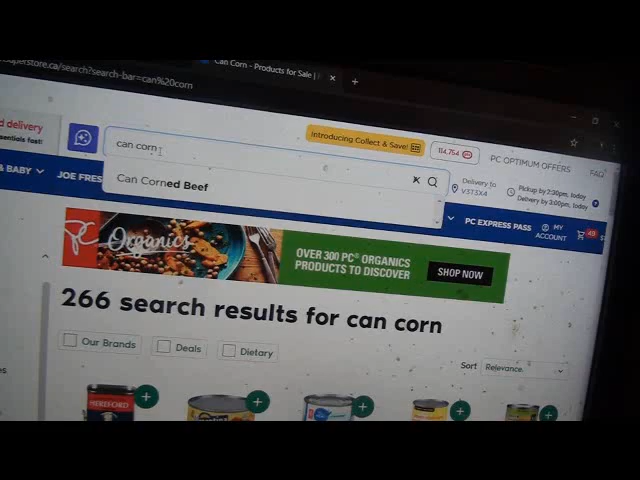 uperstore.ca/search?search-bar=can%20corn
Can Corn - Products for Sale |
d delivery
essentials fast!
can corn
Introducing Collect & Save!
114,754
PC OPTIMUM OFFERS
FAQ
& BABY
JOE FRES
Can Corned Beef
Delivery to
V3T3X4
Pickup by 2:30pm, today
Delivery by 3:00pm, today
PC EXPRESS PASS
MY
ACCOUNT
49
$
PC
Organics
OVER 300 PC® ORGANICS
PRODUCTS TO DISCOVER
SHOP NOW
266 search results for can corn
Our Brands
Deals
Dietary
Sort
Relevance
HEREFORD